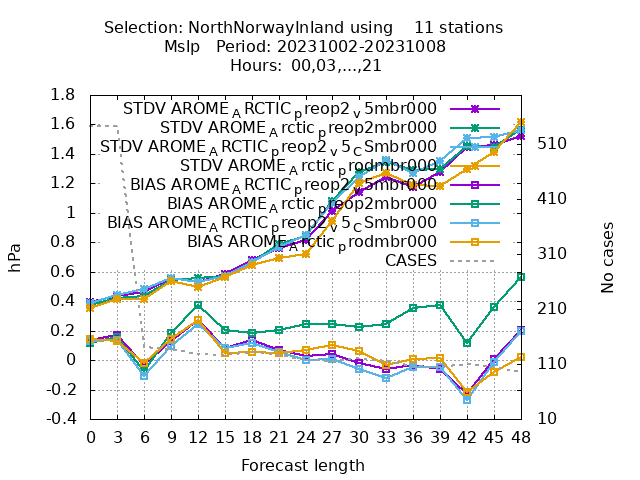 Selection: NorthNorwayInland using    11 stations
Mslp   Period: 20231002-20231008
Hours:  00,03,...,21
STDV AROME_ARCTIC_preop2_v5mbr000
STDV AROME_Arctic_preop2mbr000
STDV AROME_ARCTIC_preop2_v5_CSmbr000
STDV AROME_Arctic_prodmbr000
BIAS AROME_ARCTIC_preop2_v5mbr000
BIAS AROME_Arctic_preop2mbr000
BIAS AROME_ARCTIC_preop2_v5_CSmbr000
BIAS AROME_Arctic_prodmbr000
CASES
hPa
1.8
1.6
1.4
1.2
1
0.8
0.6
0.4
0.2
0
-0.2
-0.4
No cases
510
410
310
210
110
10
0 3 6 9 12 15 18 21 24 27 30 33 36 39 42 45 48
Forecast length